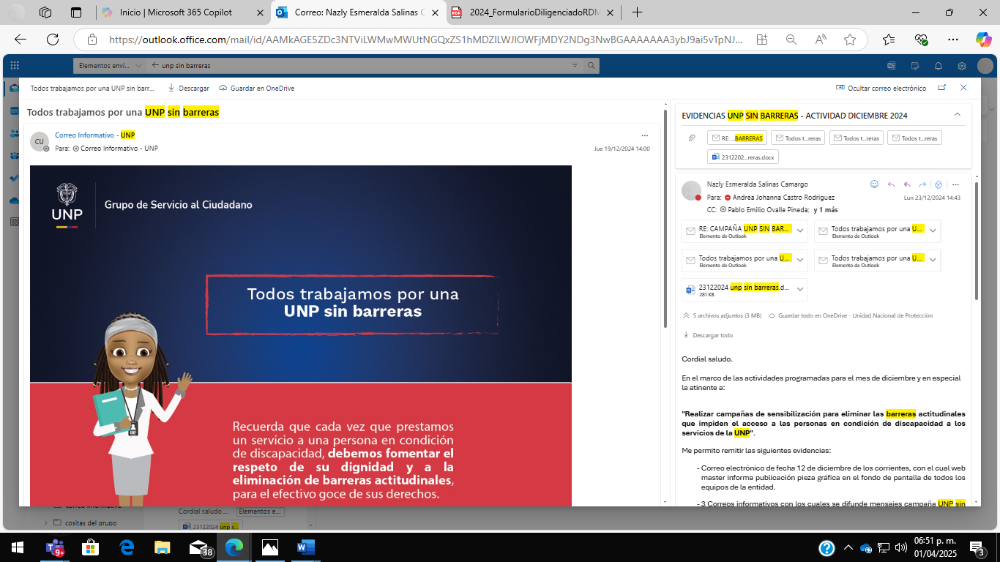 Inicio | Microsoft 365 Copilot
Correo: Nazly Esmeralda Salinas C
2024_FormularioDiligenciadoRDM
https://outlook.office.com/mail/id/AAMkAGE5ZDc3NTViLWMwMWUtNGQxZS1hMDZlLWJlOWFjMDY2NDg3NwBGAAAAAAA3ybJ9ai5vTpNJ...
Elementos envi...
unp sin barreras
Todos trabajamos por una UNP sin barr...
Descargar
Guardar en OneDrive
Ocultar correo electrónico
Todos trabajamos por una UNP sin barreras
CU
Correo Informativo - UNP
Para: Correo Informativo - UNP
Jue 19/12/2024 14:00
UNP
Grupo de Servicio al Ciudadano
Todos trabajamos por una
UNP sin barreras
Recuerda que cada vez que prestamos
un servicio a una persona en condición
de discapacidad, debemos fomentar el
respeto de su dignidad y a la
eliminación de barreras actitudinales,
para el efectivo goce de sus derechos.
EVIDENCIAS UNP SIN BARRERAS - ACTIVIDAD DICIEMBRE 2024
RE: ...BARRERAS
Todos t...reras
Todos t...reras
Todos t...reras
2312202...reras.docx
Nazly Esmeralda Salinas Camargo
Para: Andrea Johanna Castro Rodriguez
CC: Pablo Emilio Ovalle Pineda; y 1 más
Lun 23/12/2024 14:43
RE: CAMPAÑA UNP SIN BAR...
Elemento de Outlook
Todos trabajamos por una U...
Elemento de Outlook
Todos trabajamos por una U...
Elemento de Outlook
Todos trabajamos por una U...
Elemento de Outlook
23122024 unp sin barreras.d...
281 KB
5 archivos adjuntos (3 MB)
Guardar todo en OneDrive - Unidad Nacional de Protección
Descargar todo
Cordial saludo.
En el marco de las actividades programadas para el mes de diciembre y en especial
la atinente a:
"Realizar campañas de sensibilización para eliminar las barreras actitudinales
que impiden el acceso a las personas en condición de discapacidad a los
servicios de la UNP".
Me permito remitir las siguientes evidencias:
- Correo electrónico de fecha 12 de diciembre de los corrientes, con el cual web
master informa publicación pieza gráfica en el fondo de pantalla de todos los
equipos de la entidad.
- 3 Correos informativos con los cuales se difunde mensajes campaña UNP sin
correo informativo
cositas del grupo
Cordial saludo....
Elementos e...
23122024 unp s...
9+
38
06:51 p. m.
01/04/2025
3